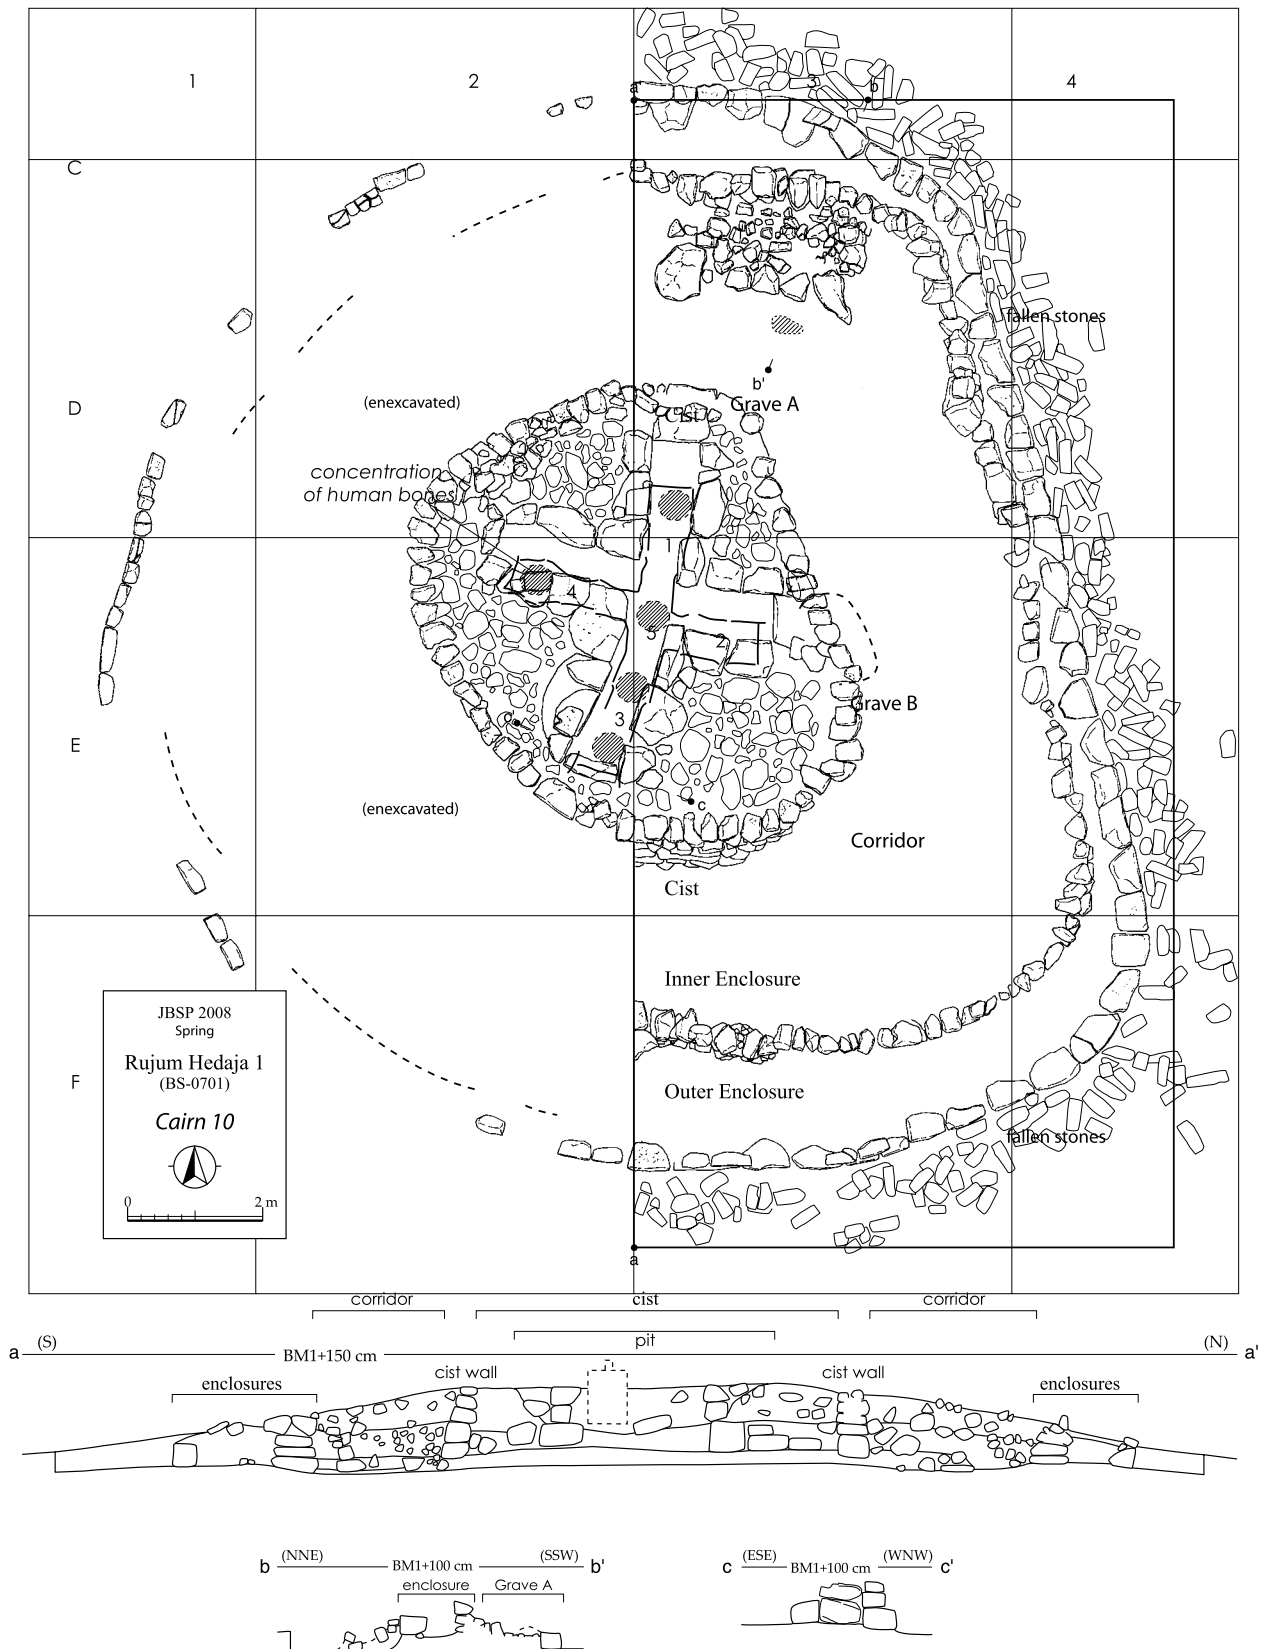 1
2
3
4
a'
b
C
fallen stones
b'
Grave A
D
(enexcavated)
Cist
concentration
of human bones
1
4
5
2
3
Grave B
c'
E
c
(enexcavated)
Corridor
Cist
Inner Enclosure
Outer Enclosure
F
fallen stones
JBSP 2008
Spring
Rujum Hedaja 1
(BS-0701)
Cairn 10
0 2 m
a
corridor cist corridor
pit
a (S) BM1+150 cm (N) a'
cist wall cist wall
enclosures enclosures
b (NNE) BM1+100 cm (SSW) b'
enclosure Grave A
c (ESE) BM1+100 cm (WNW) c'